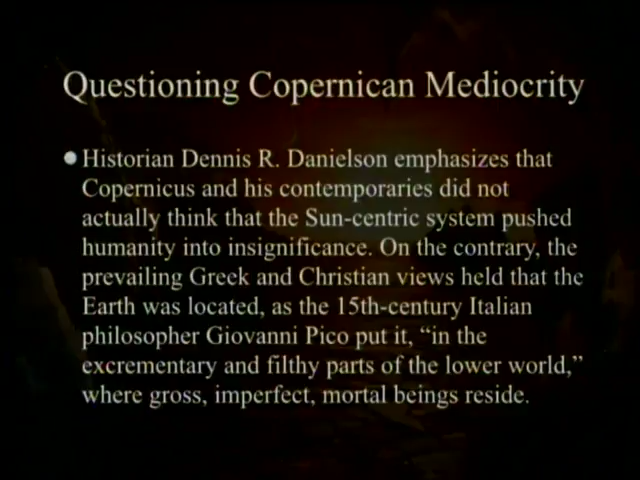 Questioning Copernican Mediocrity
Historian Dennis R. Danielson emphasizes that
Copernicus and his contemporaries did not
actually think that the Sun-centric system pushed
humanity into insignificance. On the contrary, the
prevailing Greek and Christian views held that the
Earth was located, as the 15th-century Italian
philosopher Giovanni Pico put it, “in the
excrementary and filthy parts of the lower world,”
where gross, imperfect, mortal beings reside.